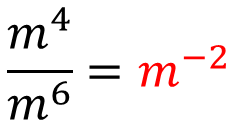 m⁴/m⁶ = m⁻²